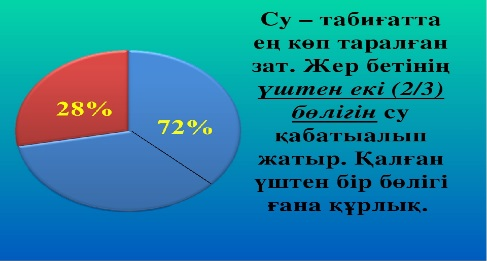 28%
72%
Су – табиғатта
ең көп таралған
зат. Жер бетінің
үштен екі (2/3)
бөлігін су
қабатыалып
жатыр. Қалған
үштен бір бөлігі
ғана құрлық.